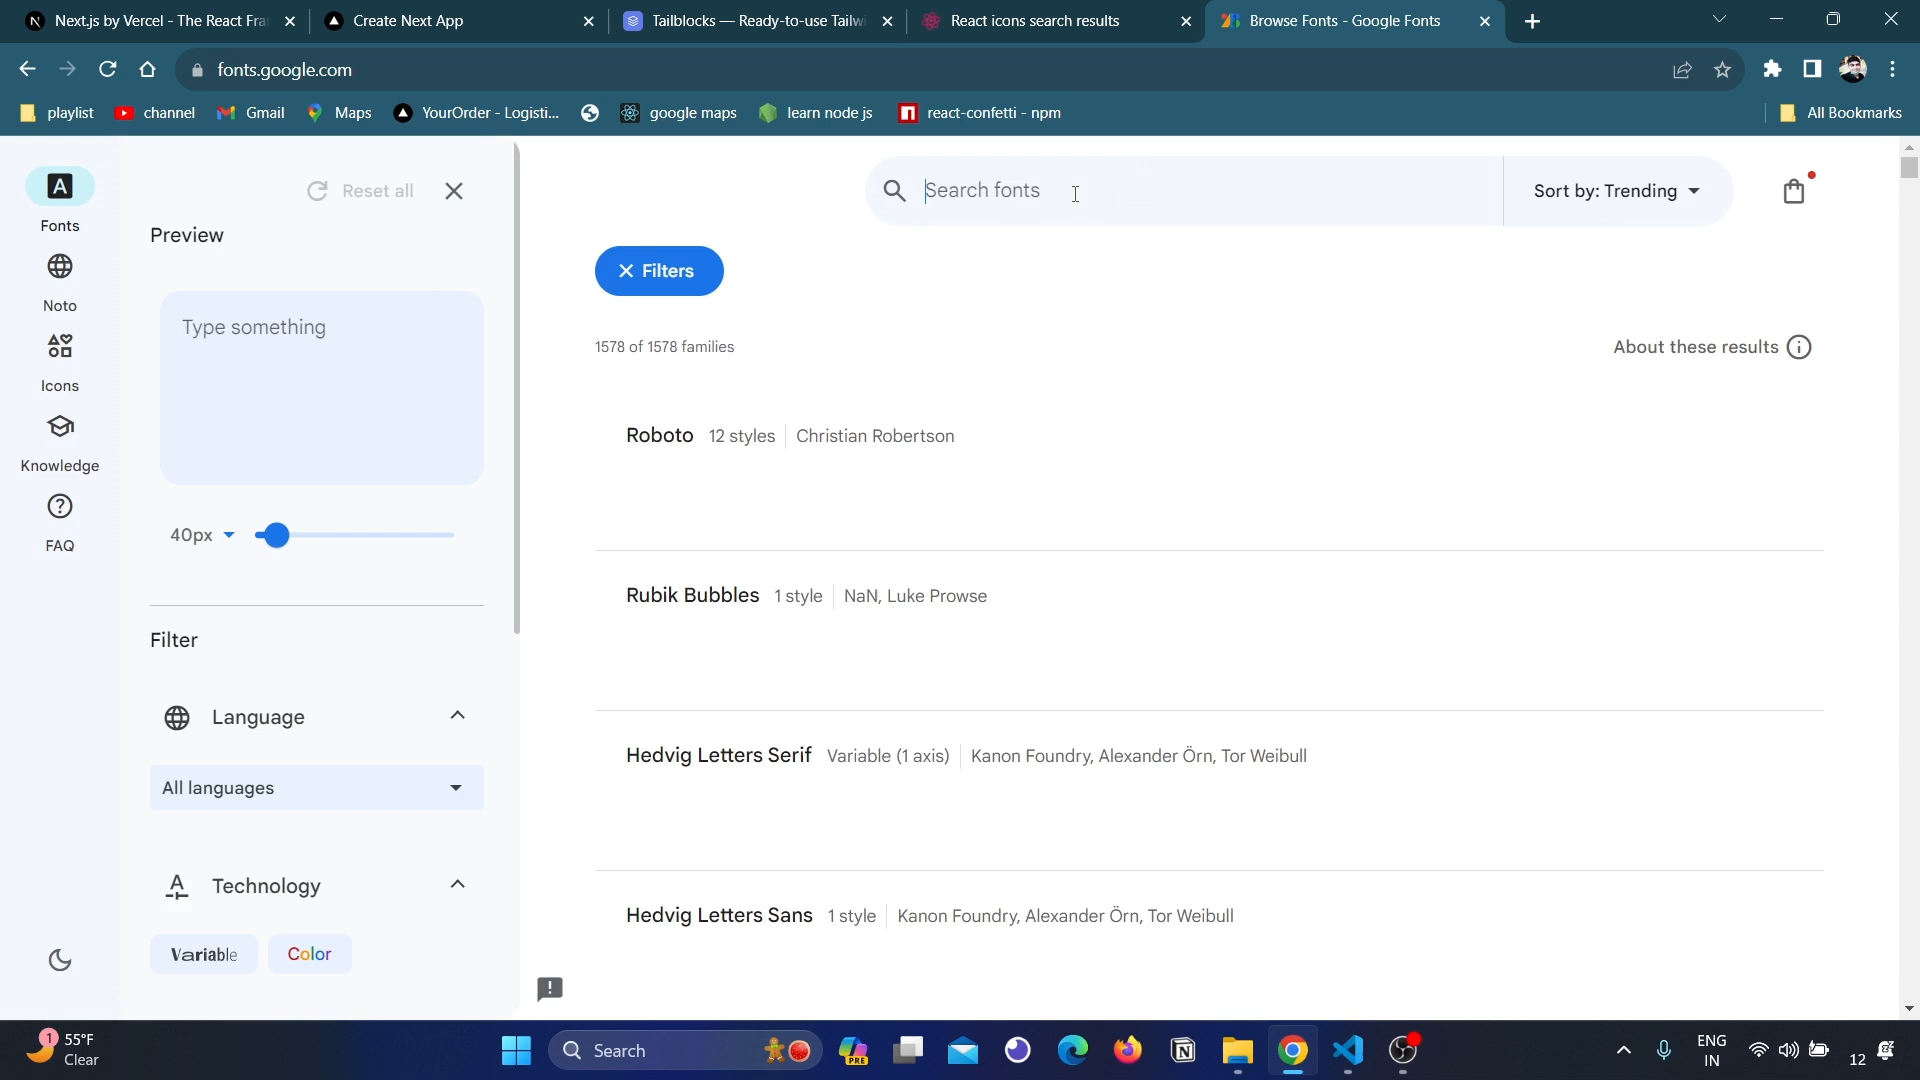 Next.js by Vercel - The React Fra
Create Next App
Tailblocks — Ready-to-use Tailw
React icons search results
Browse Fonts - Google Fonts
fonts.google.com
playlist
channel
Gmail
Maps
YourOrder - Logisti...
google maps
learn node js
react-confetti - npm
All Bookmarks
Fonts
Noto
Icons
Knowledge
FAQ
Reset all
Preview
Type something
40px
Filter
Language
All languages
Technology
Variable
Color
Search fonts
Sort by: Trending
Filters
1578 of 1578 families
About these results
Roboto 12 styles Christian Robertson
Rubik Bubbles 1 style NaN, Luke Prowse
Hedvig Letters Serif Variable (1 axis) Kanon Foundry, Alexander Örn, Tor Weibull
Hedvig Letters Sans 1 style Kanon Foundry, Alexander Örn, Tor Weibull
1
55°F
Clear
Search
PRE
ENG
IN
12